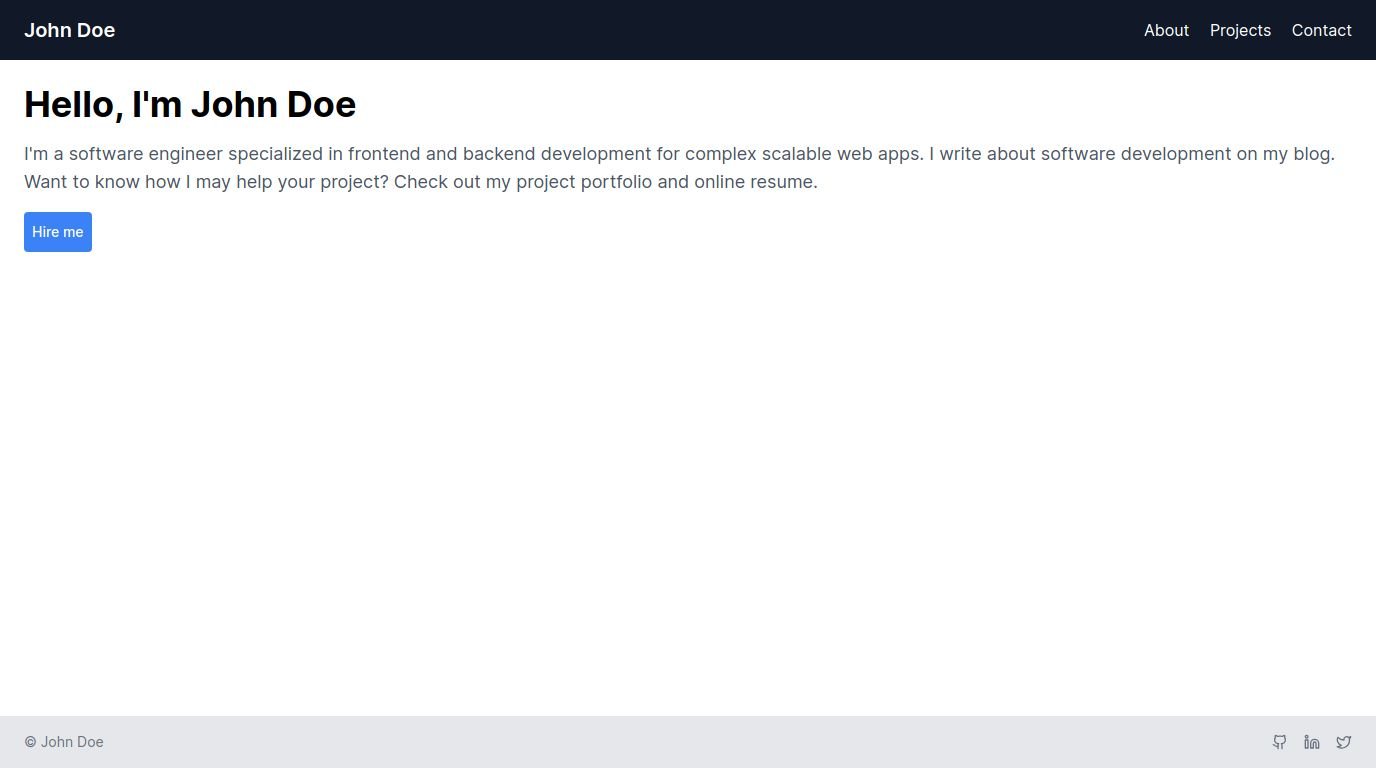 John Doe
About Projects Contact
Hello, I'm John Doe
I'm a software engineer specialized in frontend and backend development for complex scalable web apps. I write about software development on my blog.
Want to know how I may help your project? Check out my project portfolio and online resume.
Hire me
© John Doe